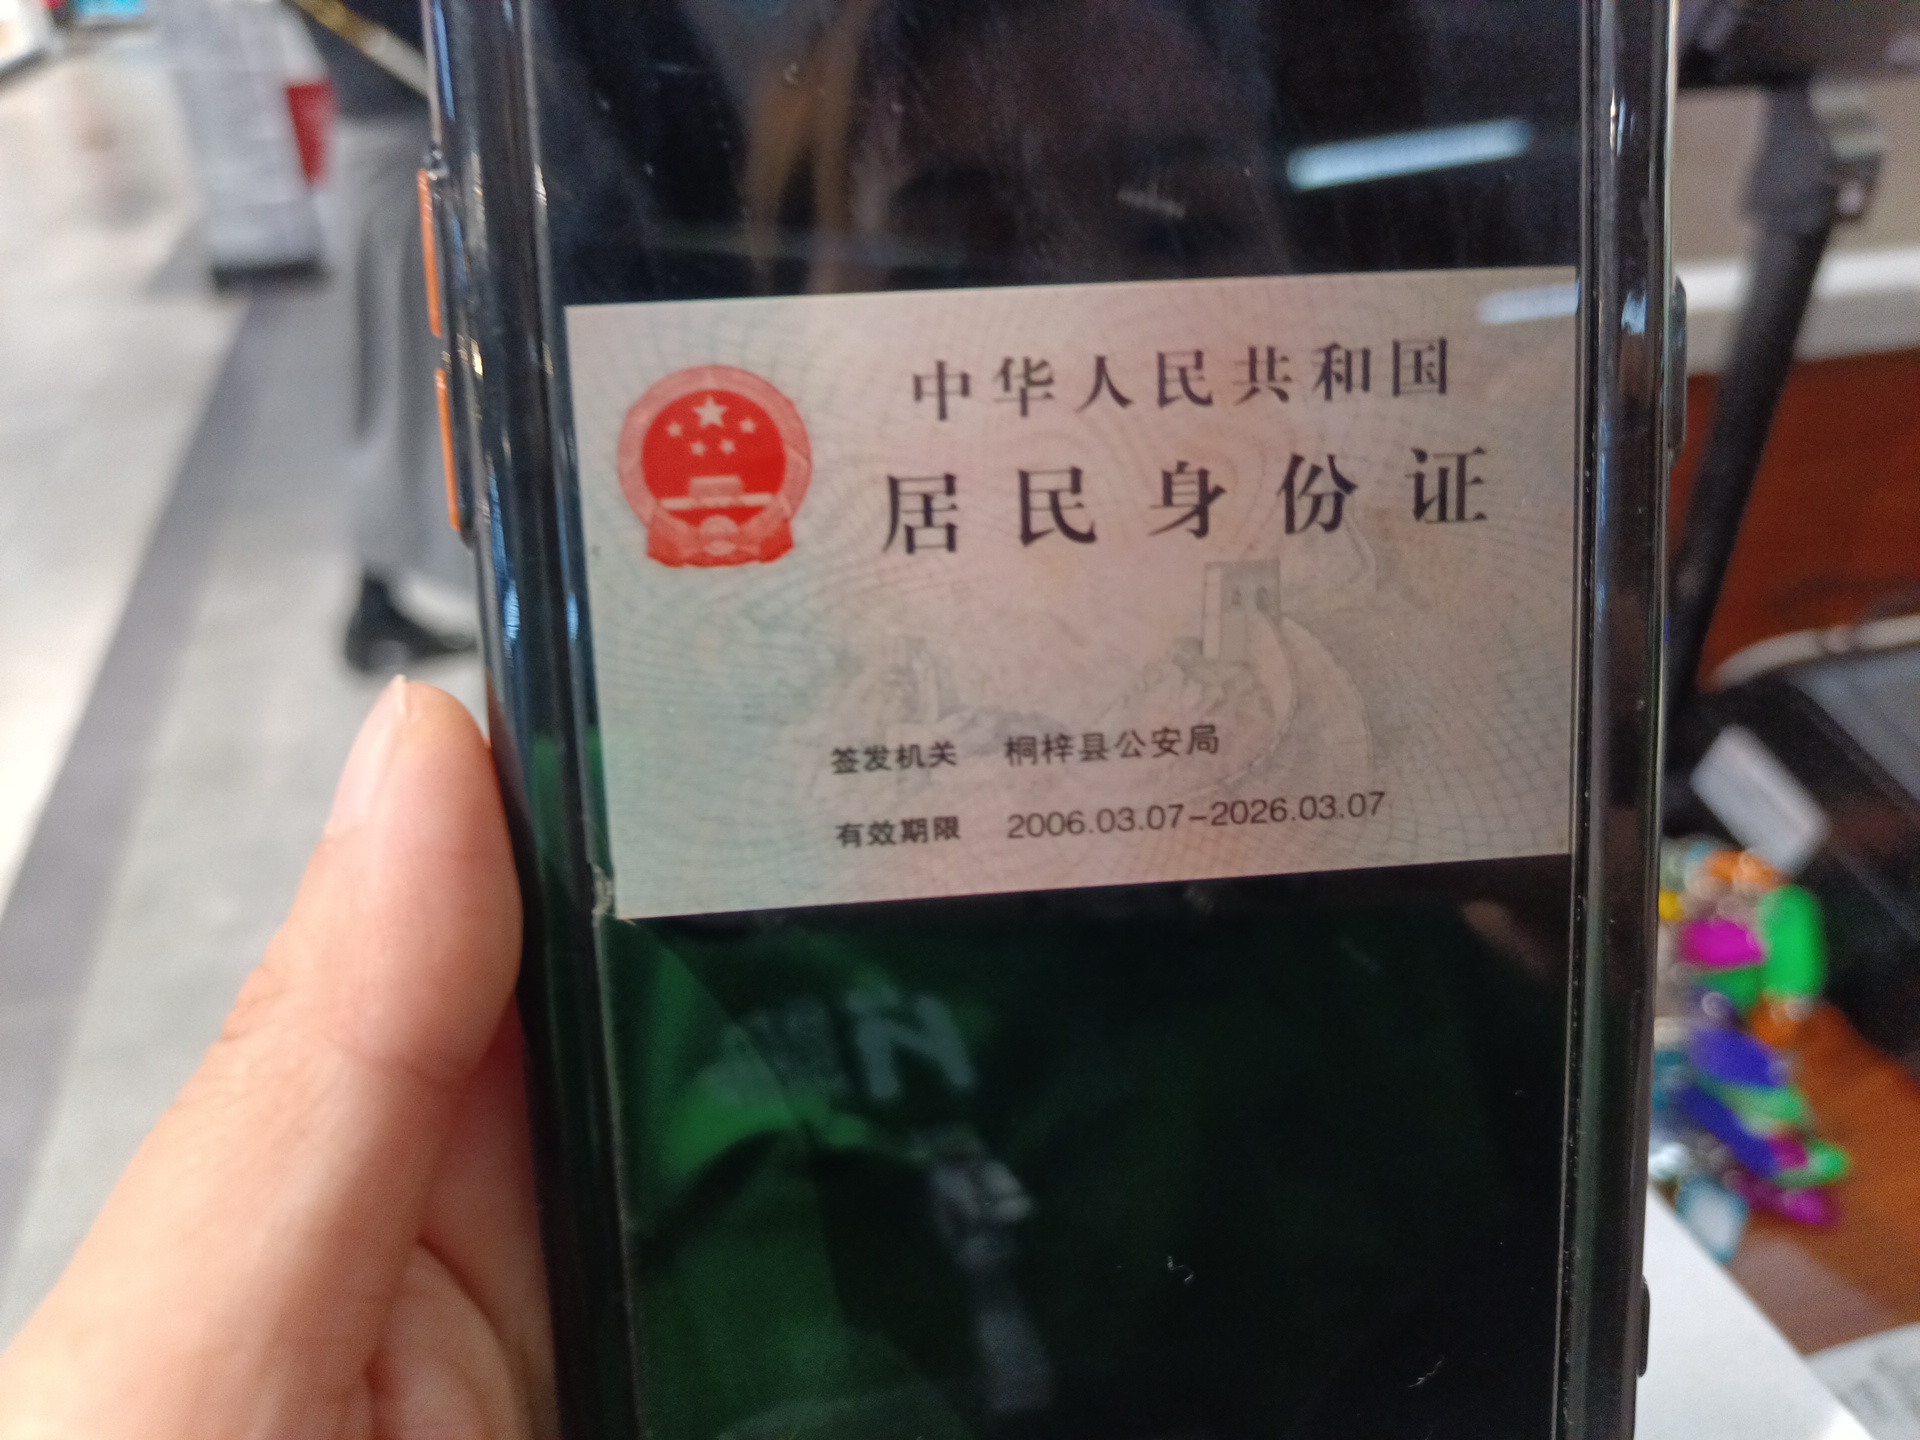 中华人民共和国
居民身份证
签发机关 桐梓县公安局
有效期限 2006.03.07-2026.03.07